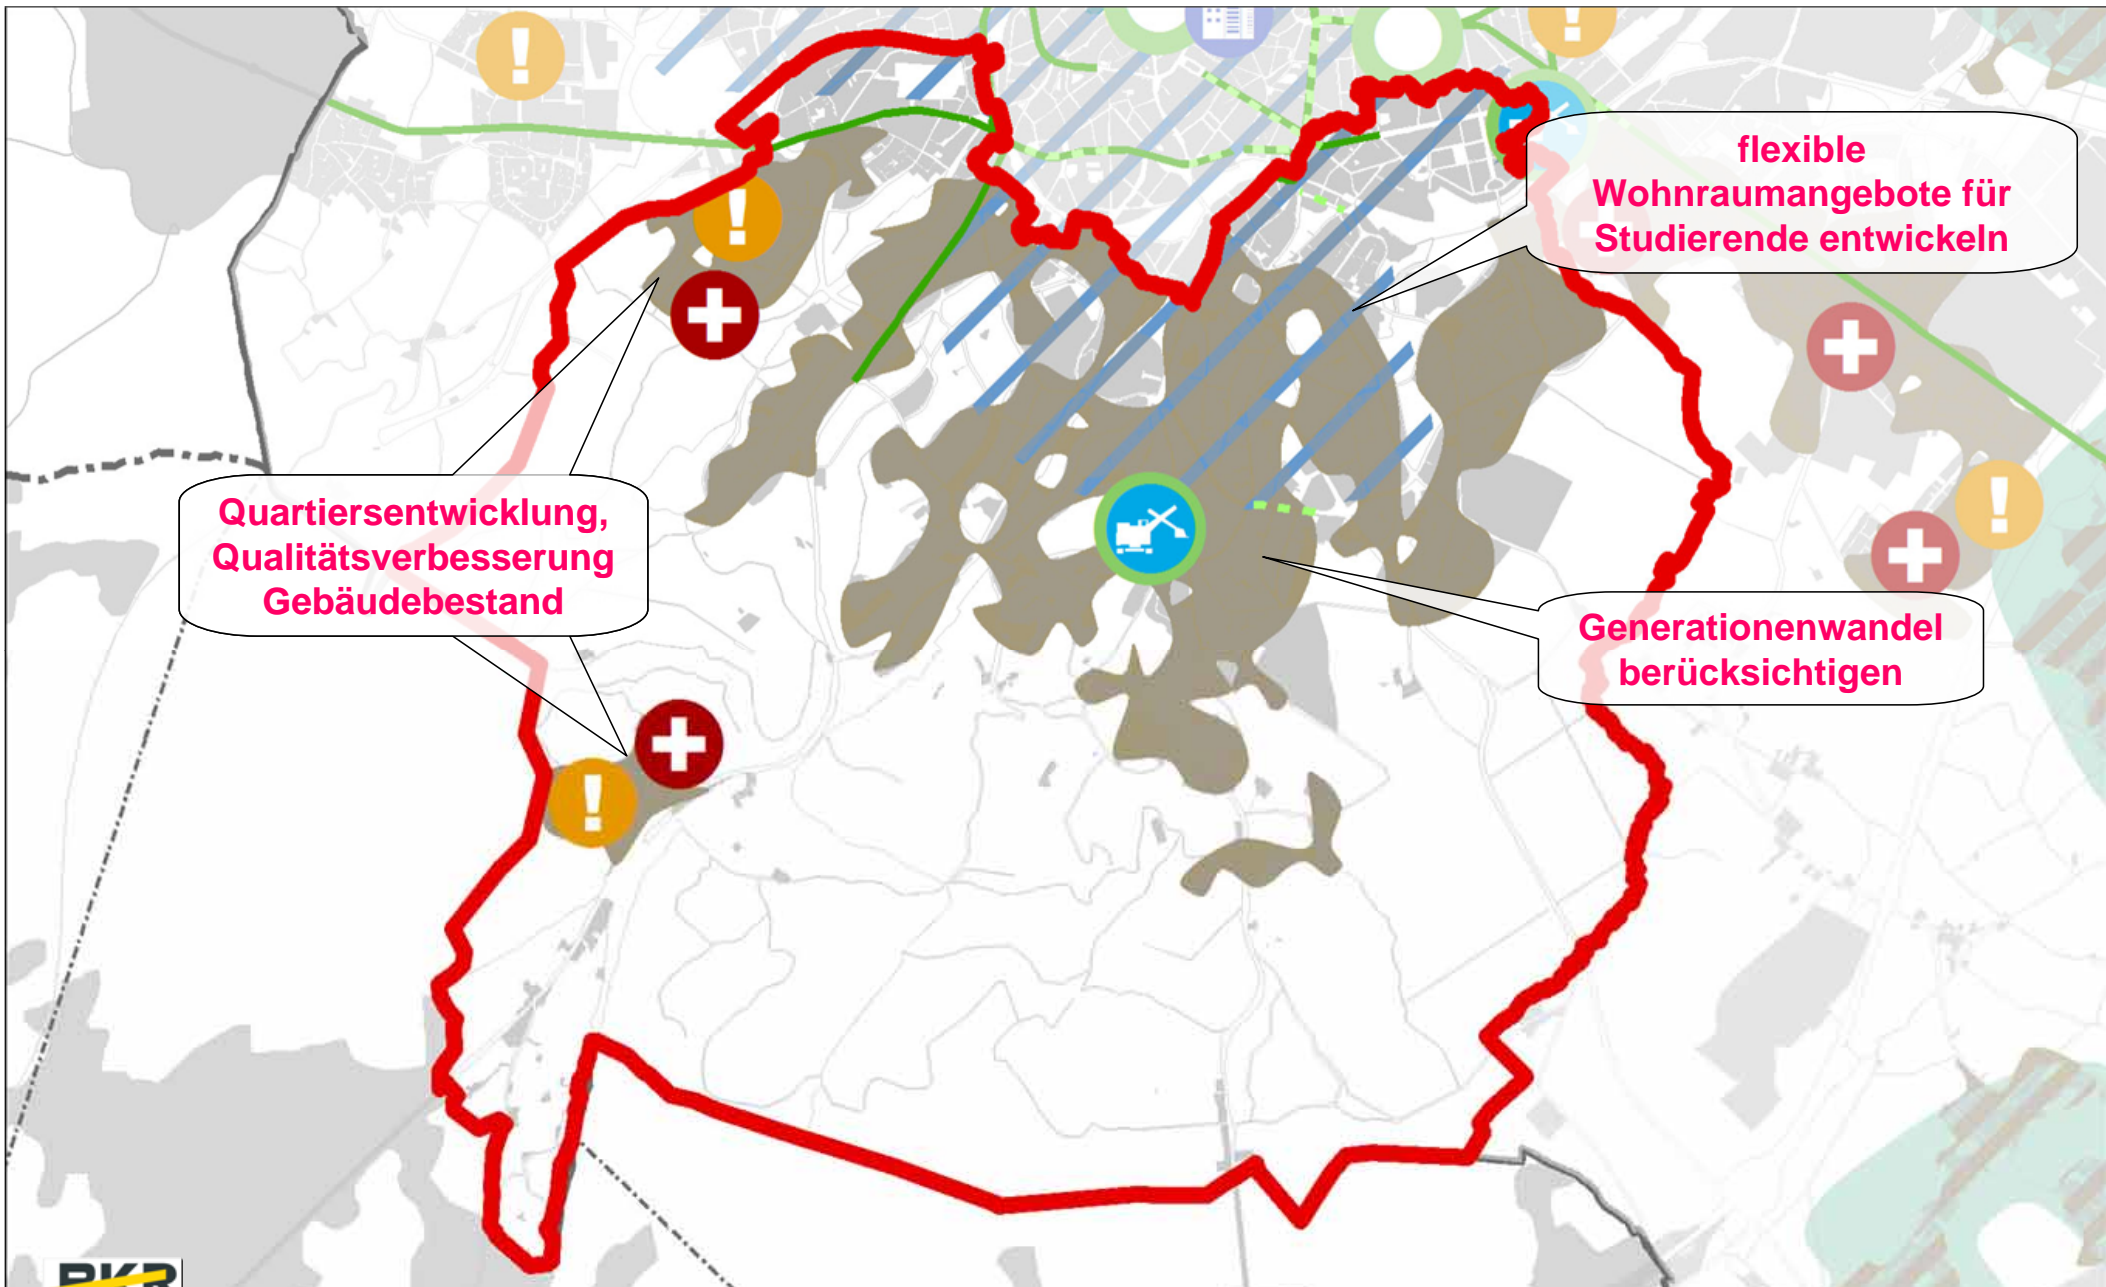 flexible
Wohnraumangebote für
Studierende entwickeln
Quartiersentwicklung,
Qualitätsverbesserung
Gebäudebestand
Generationenwandel
berücksichtigen